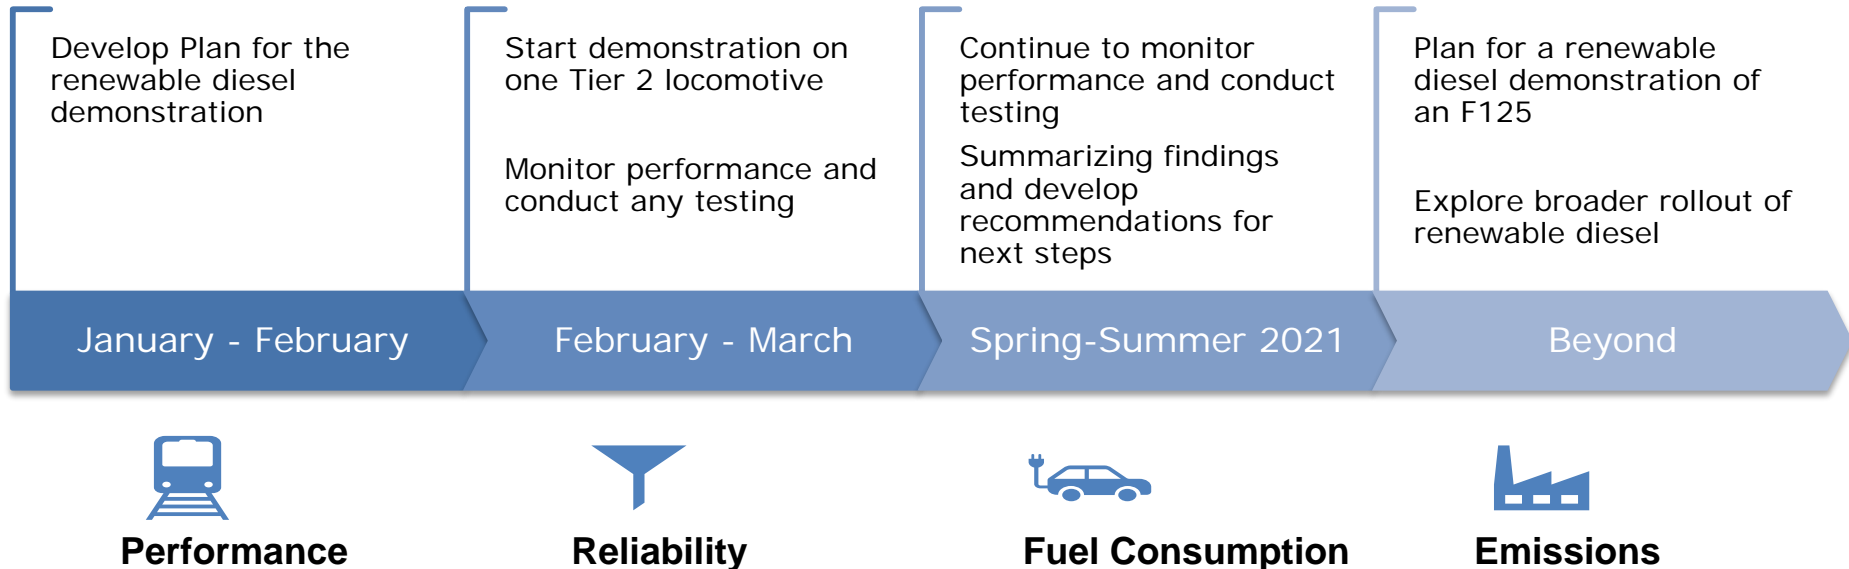 Develop Plan for the
renewable diesel
demonstration
Start demonstration on
one Tier 2 locomotive
Monitor performance and
conduct any testing
Continue to monitor
performance and conduct
testing
Summarizing findings
and develop
recommendations for
next steps
Plan for a renewable
diesel demonstration of
an F125
Explore broader rollout of
renewable diesel
January - February
February - March
Spring-Summer 2021
Beyond
Performance
Reliability
Fuel Consumption
Emissions